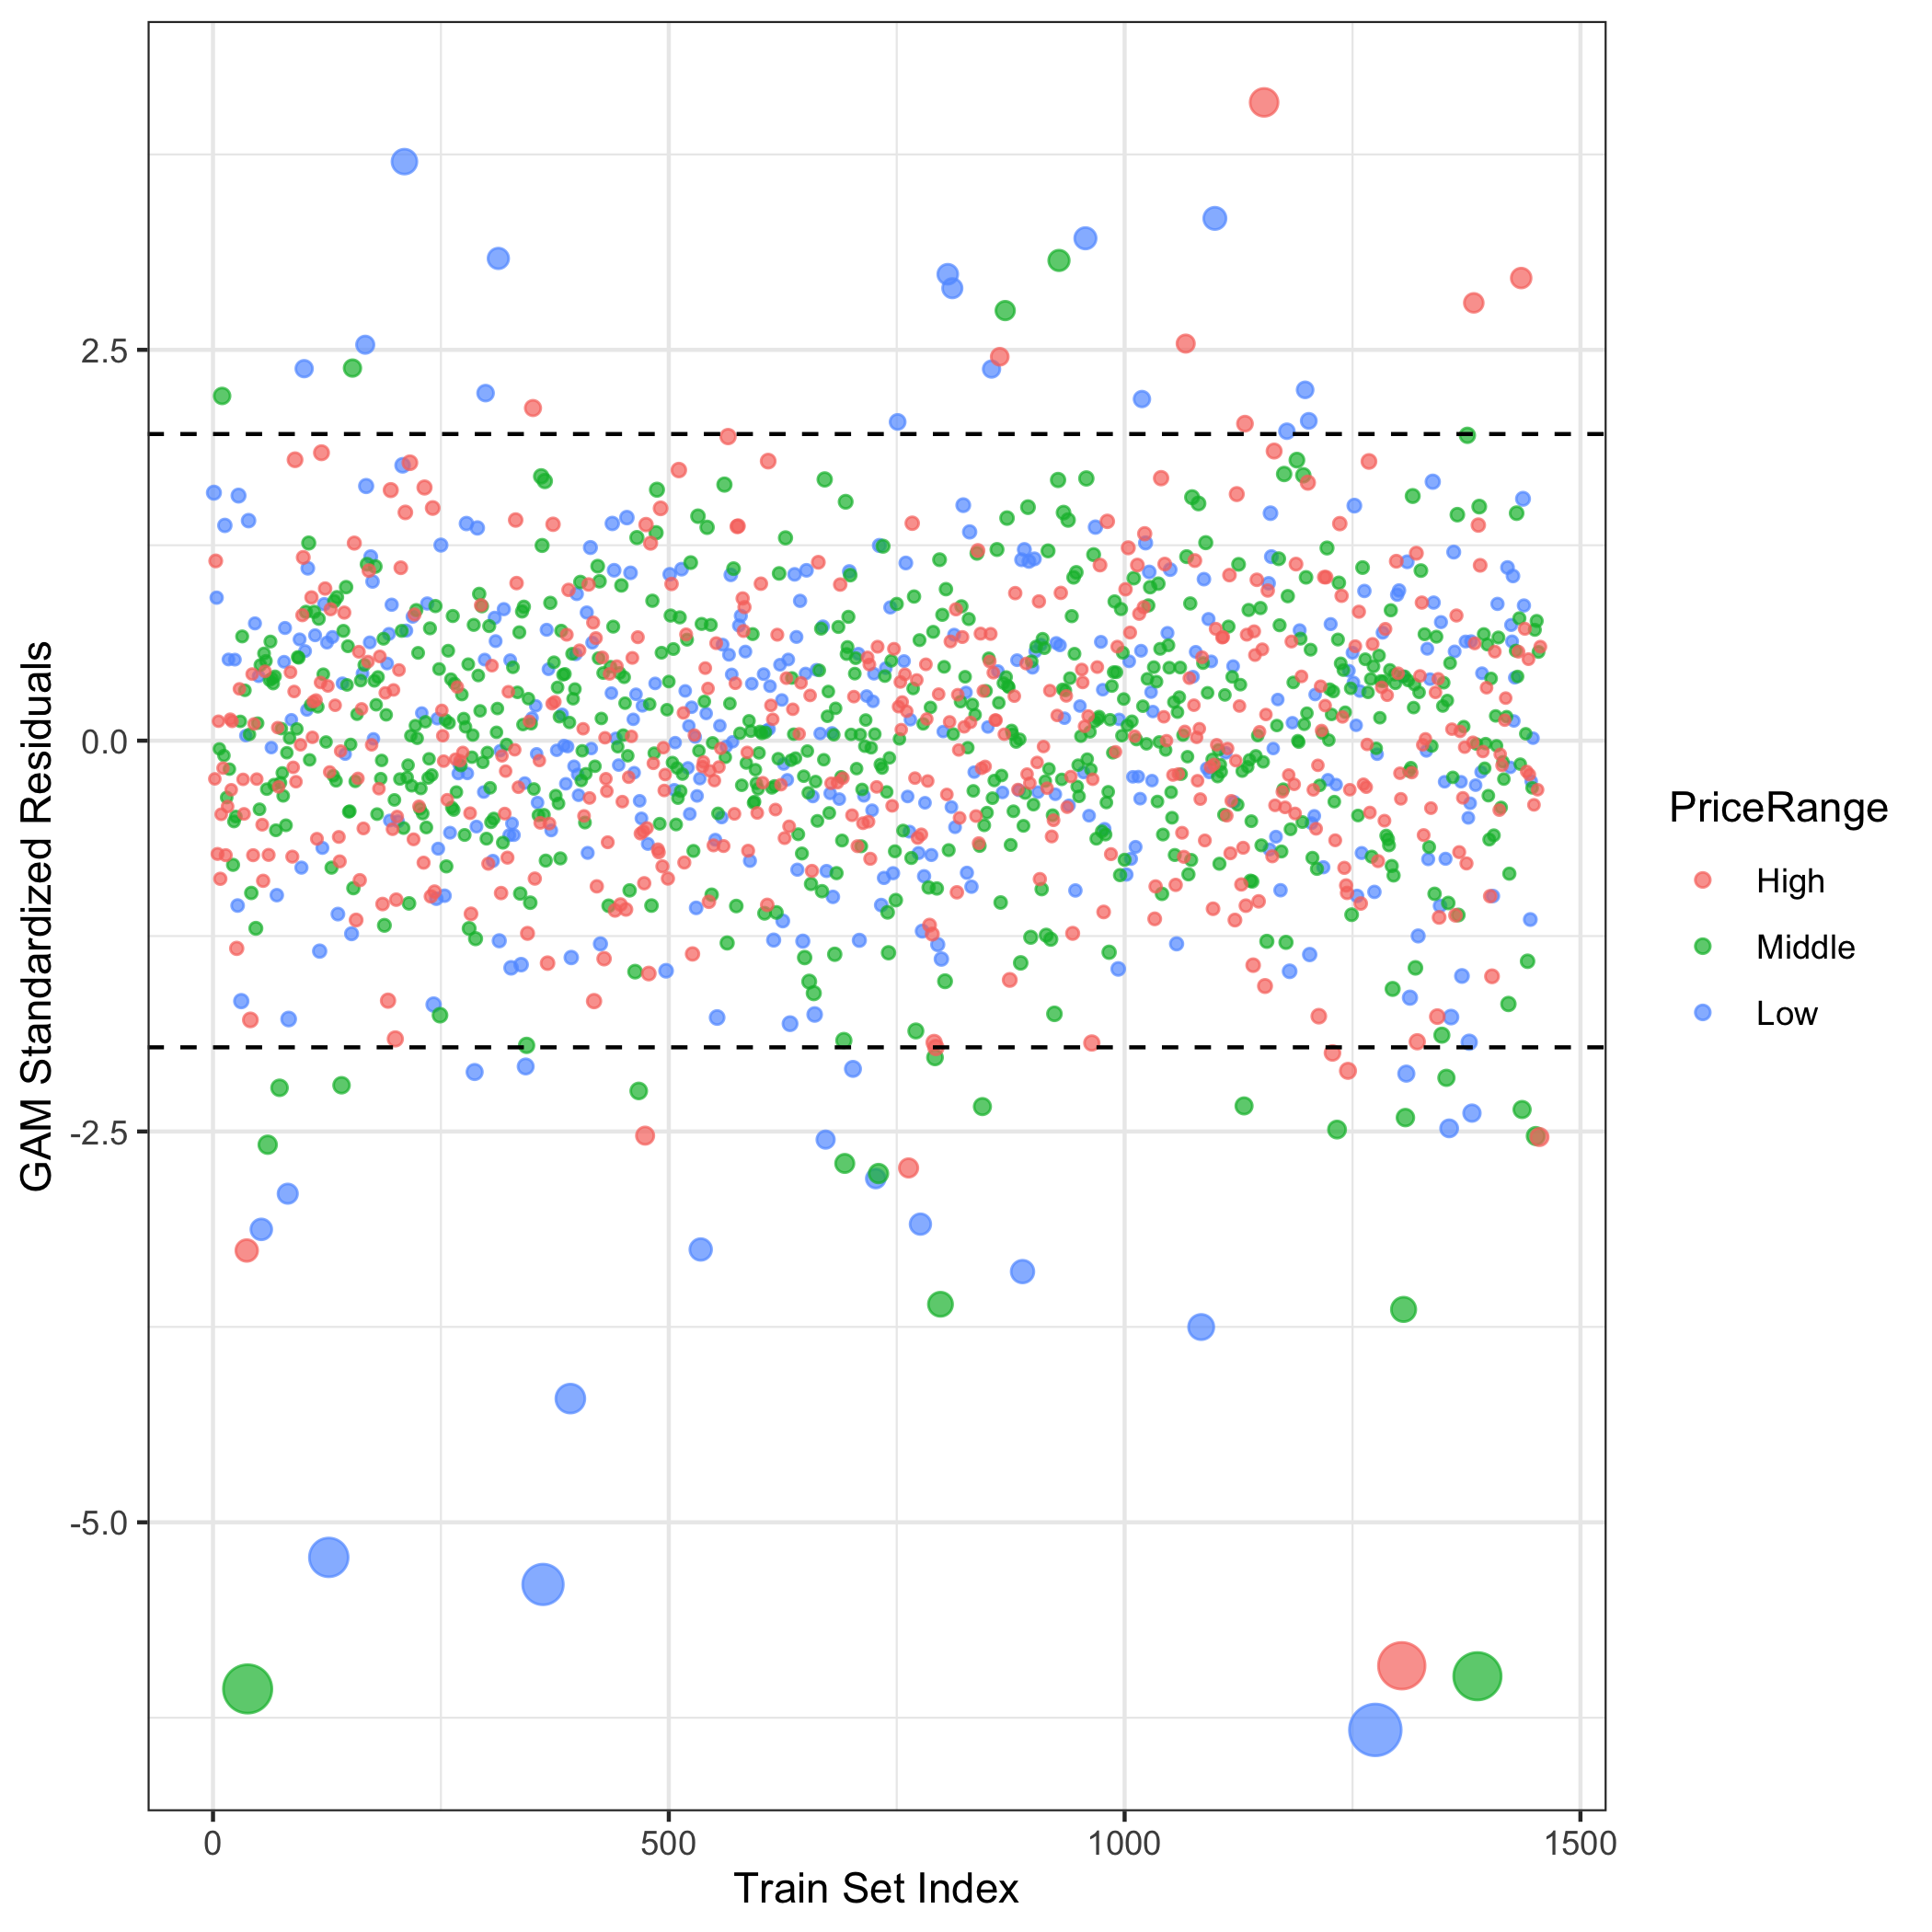 GAM Standardized Residuals
2.5
0.0
-2.5
-5.0
0
500
1000
1500
Train Set Index
PriceRange
High
Middle
Low